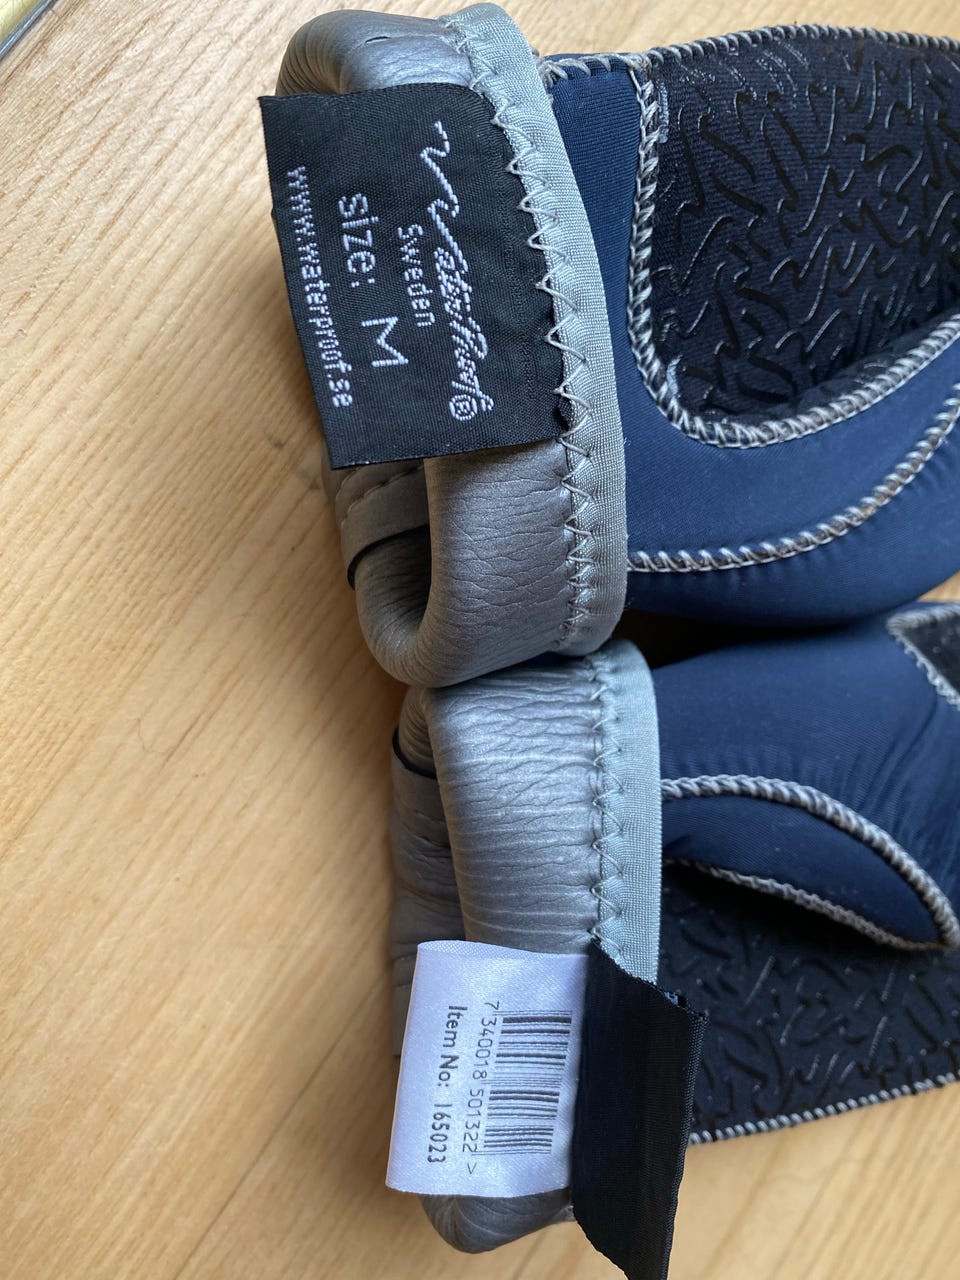 Waterproof®
Sweden
size: M
www.waterproof.se
7 340018 501322 >
Item No: 165023